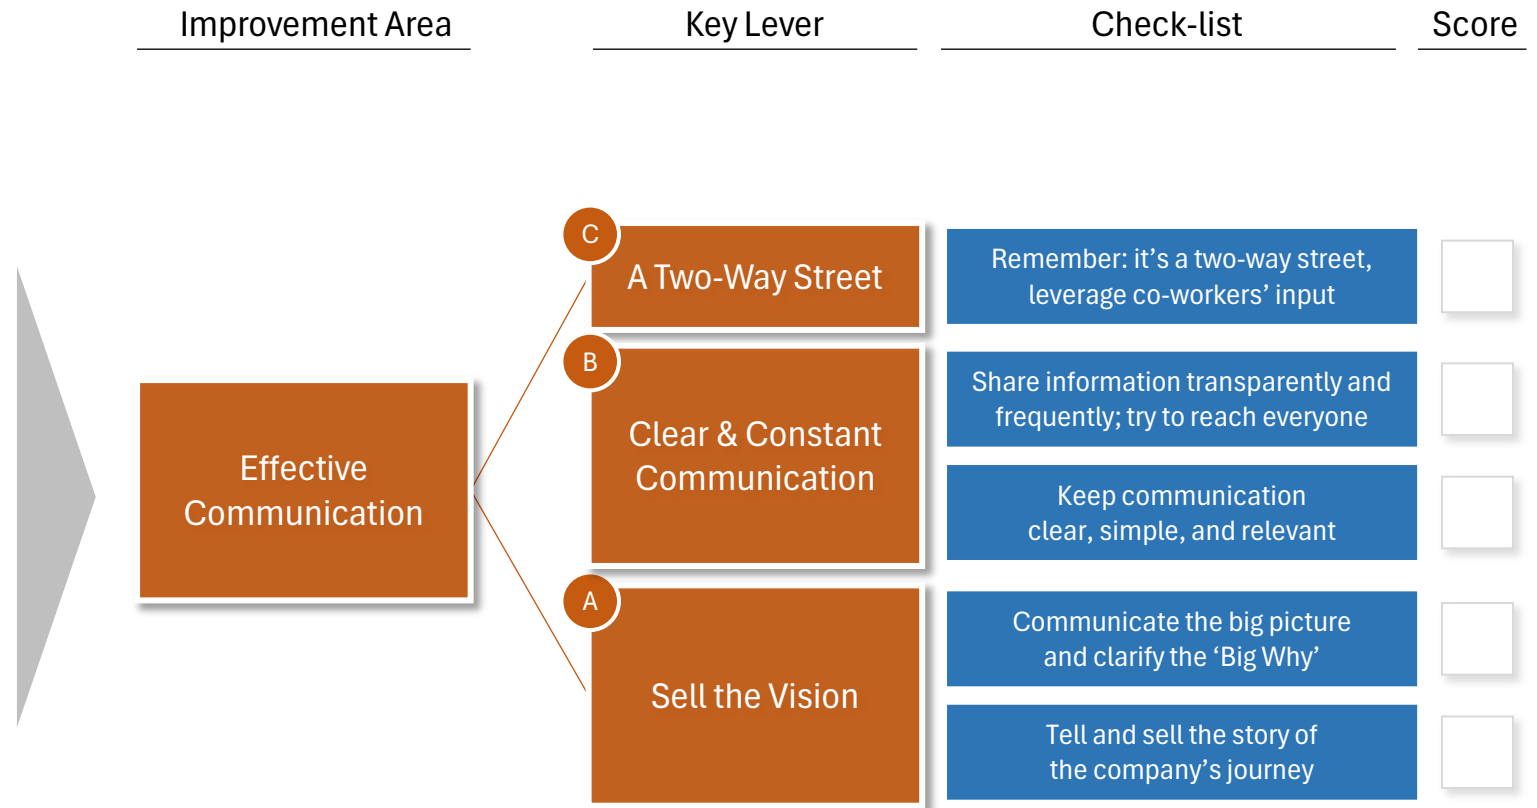 Improvement Area
Key Lever
Check-list
Score
Effective
Communication
C
A Two-Way Street
Remember: it’s a two-way street,
leverage co-workers’ input
B
Clear & Constant
Communication
Share information transparently and
frequently; try to reach everyone
Keep communication
clear, simple, and relevant
A
Sell the Vision
Communicate the big picture
and clarify the ‘Big Why’
Tell and sell the story of
the company’s journey